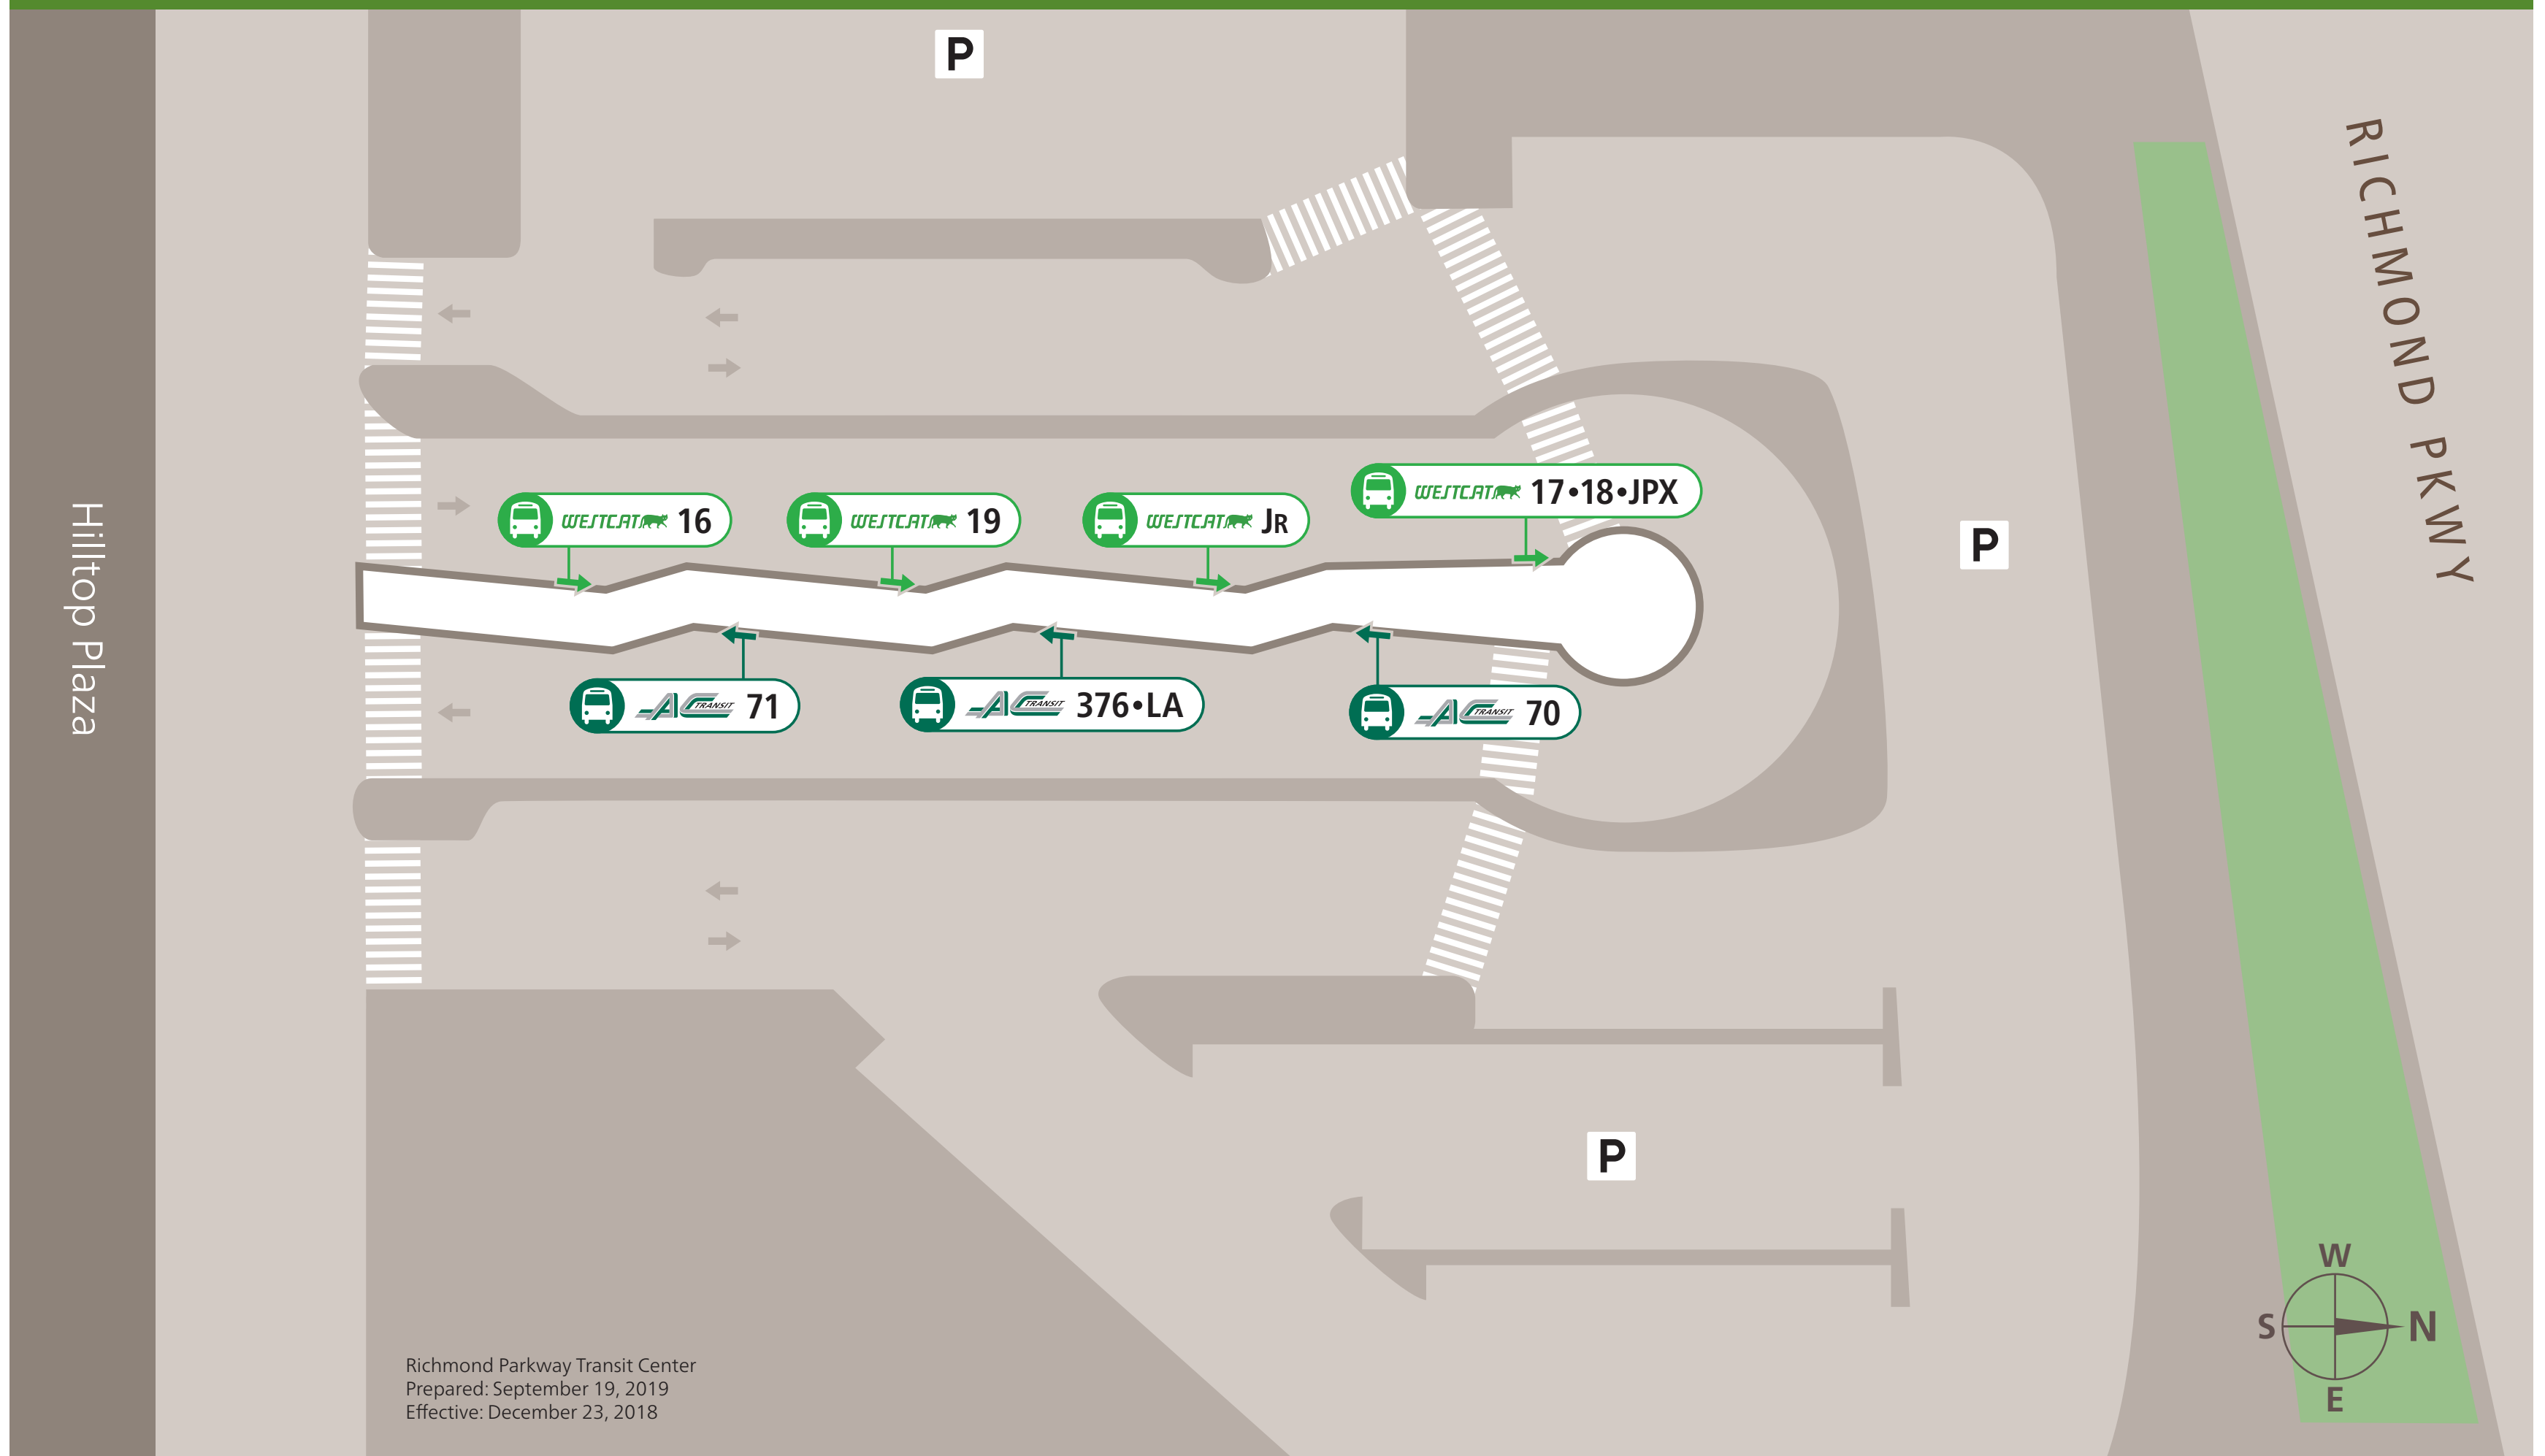 P
RICHMOND PKWY
WESTCAT 17•18•JPX
WESTCAT 16
WESTCAT 19
WESTCAT JR
P
Hilltop Plaza
AC TRANSIT 71
AC TRANSIT 376•LA
AC TRANSIT 70
P
W
S
N
E
Richmond Parkway Transit Center
Prepared: September 19, 2019
Effective: December 23, 2018